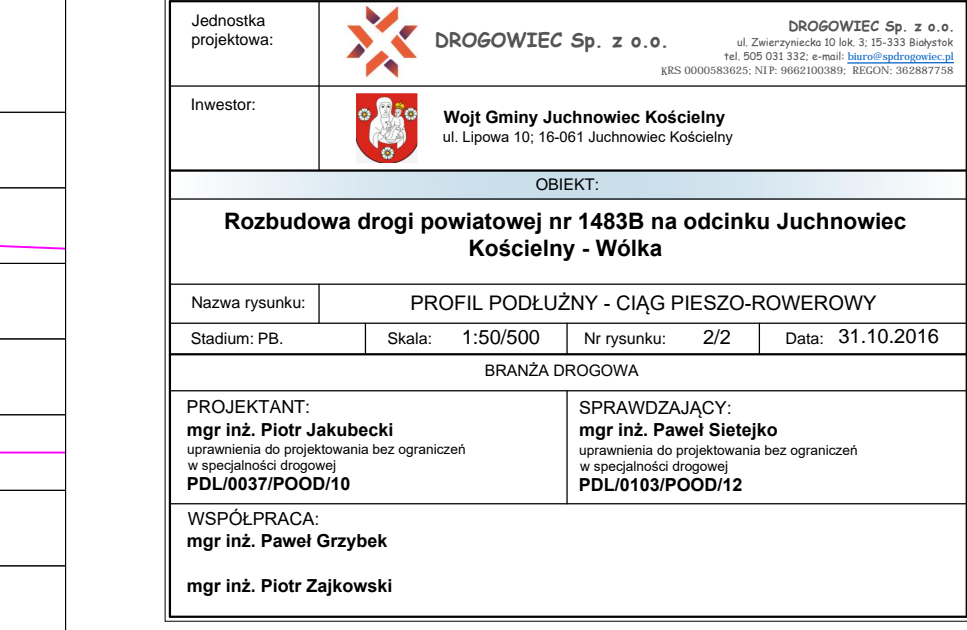 Jednostka
projektowa:
DROGOWIEC Sp. z o.o.
DROGOWIEC Sp. z o.o.
ul. Zwierzyniecka 10 lok. 3; 15-333 Białystok
tel. 505 031 332; e-mail: biuro@spdrogowiec.pl
KRS 0000583625; NIP: 9662100389; REGON: 362887758
Inwestor:
Wojt Gminy Juchnowiec Kościelny
ul. Lipowa 10; 16-061 Juchnowiec Kościelny
OBIEKT:
Rozbudowa drogi powiatowej nr 1483B na odcinku Juchnowiec
Kościelny - Wólka
Nazwa rysunku: PROFIL PODŁUŻNY - CIĄG PIESZO-ROWEROWY
Stadium: PB. Skala: 1:50/500 Nr rysunku: 2/2 Data: 31.10.2016
BRANŻA DROGOWA
PROJEKTANT:
mgr inż. Piotr Jakubecki
uprawnienia do projektowania bez ograniczeń
w specjalności drogowej
PDL/0037/POOD/10
SPRAWDZAJĄCY:
mgr inż. Paweł Sietejko
uprawnienia do projektowania bez ograniczeń
w specjalności drogowej
PDL/0103/POOD/12
WSPÓŁPRACA:
mgr inż. Paweł Grzybek
mgr inż. Piotr Zajkowski